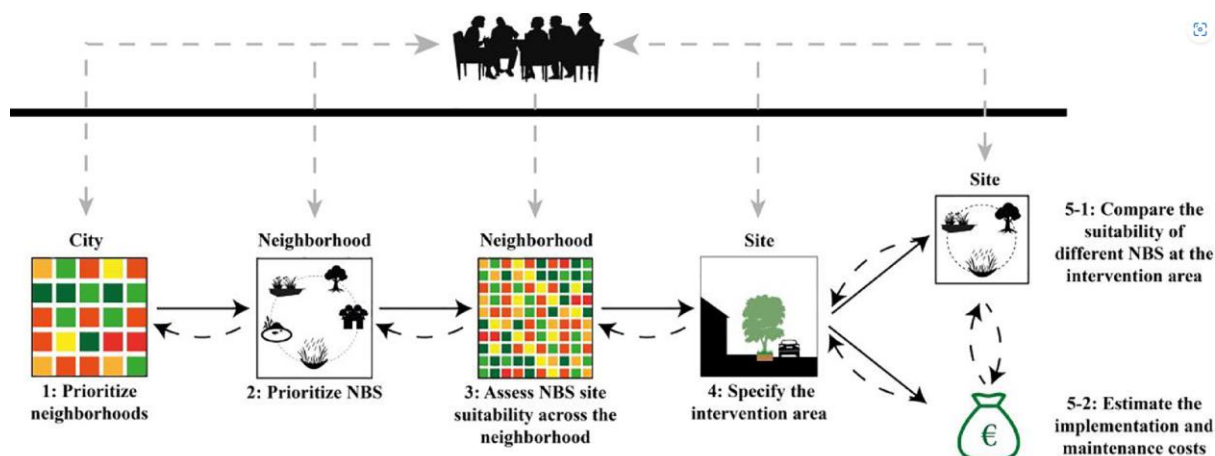 City
1: Prioritize
neighborhoods
Neighborhood
2: Prioritize NBS
Neighborhood
3: Assess NBS site
suitability across the
neighborhood
Site
4: Specify the
intervention area
Site
5-1: Compare the
suitability of
different NBS at the
intervention area
€
5-2: Estimate the
implementation and
maintenance costs